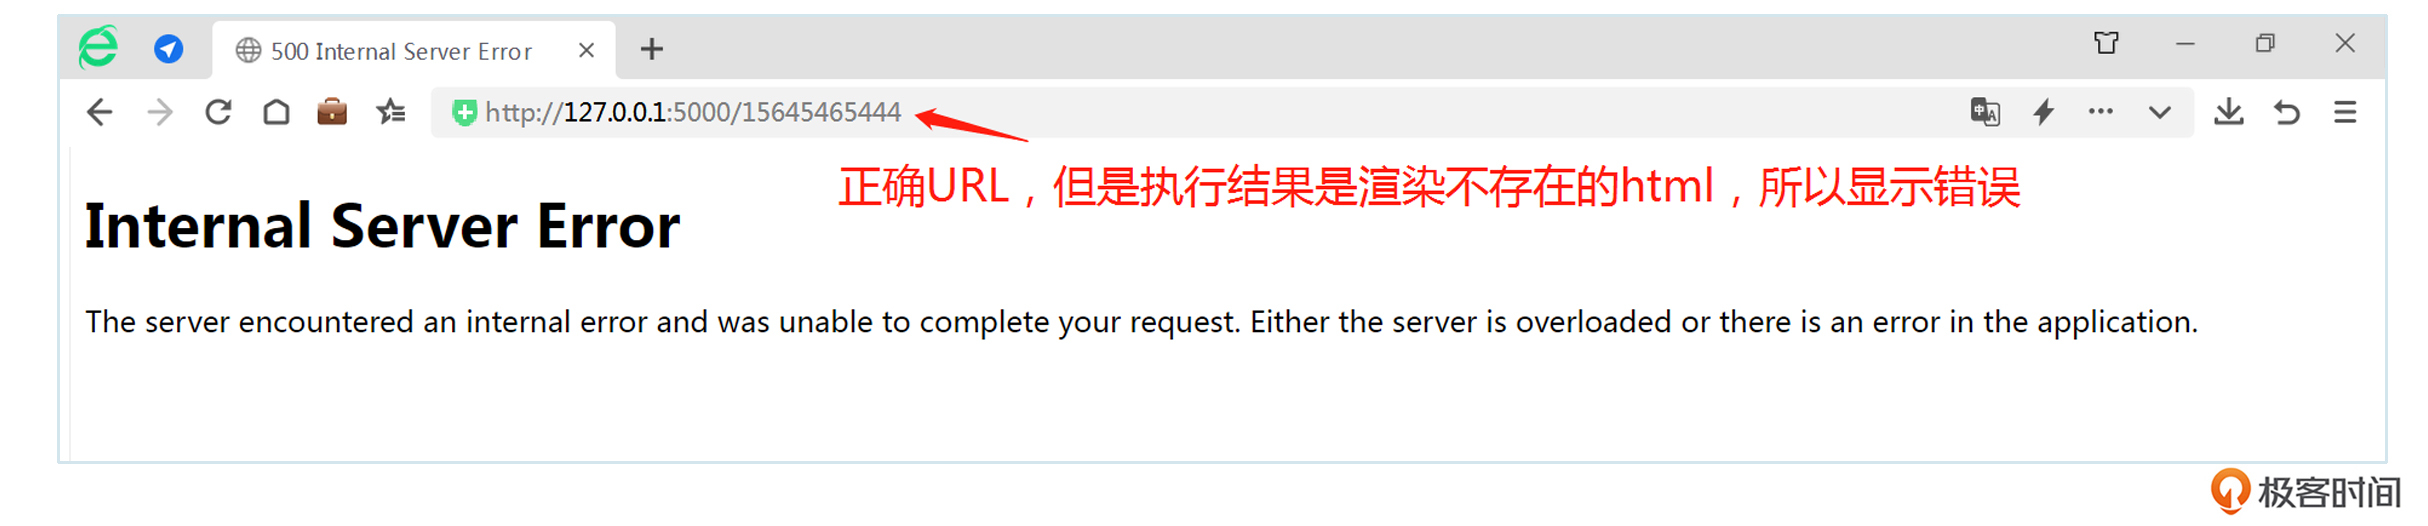 500 Internal Server Error
http://127.0.0.1:5000/15645465444
正确URL，但是执行结果是渲染不存在的html，所以显示错误
Internal Server Error
The server encountered an internal error and was unable to complete your request. Either the server is overloaded or there is an error in the application.
极客时间